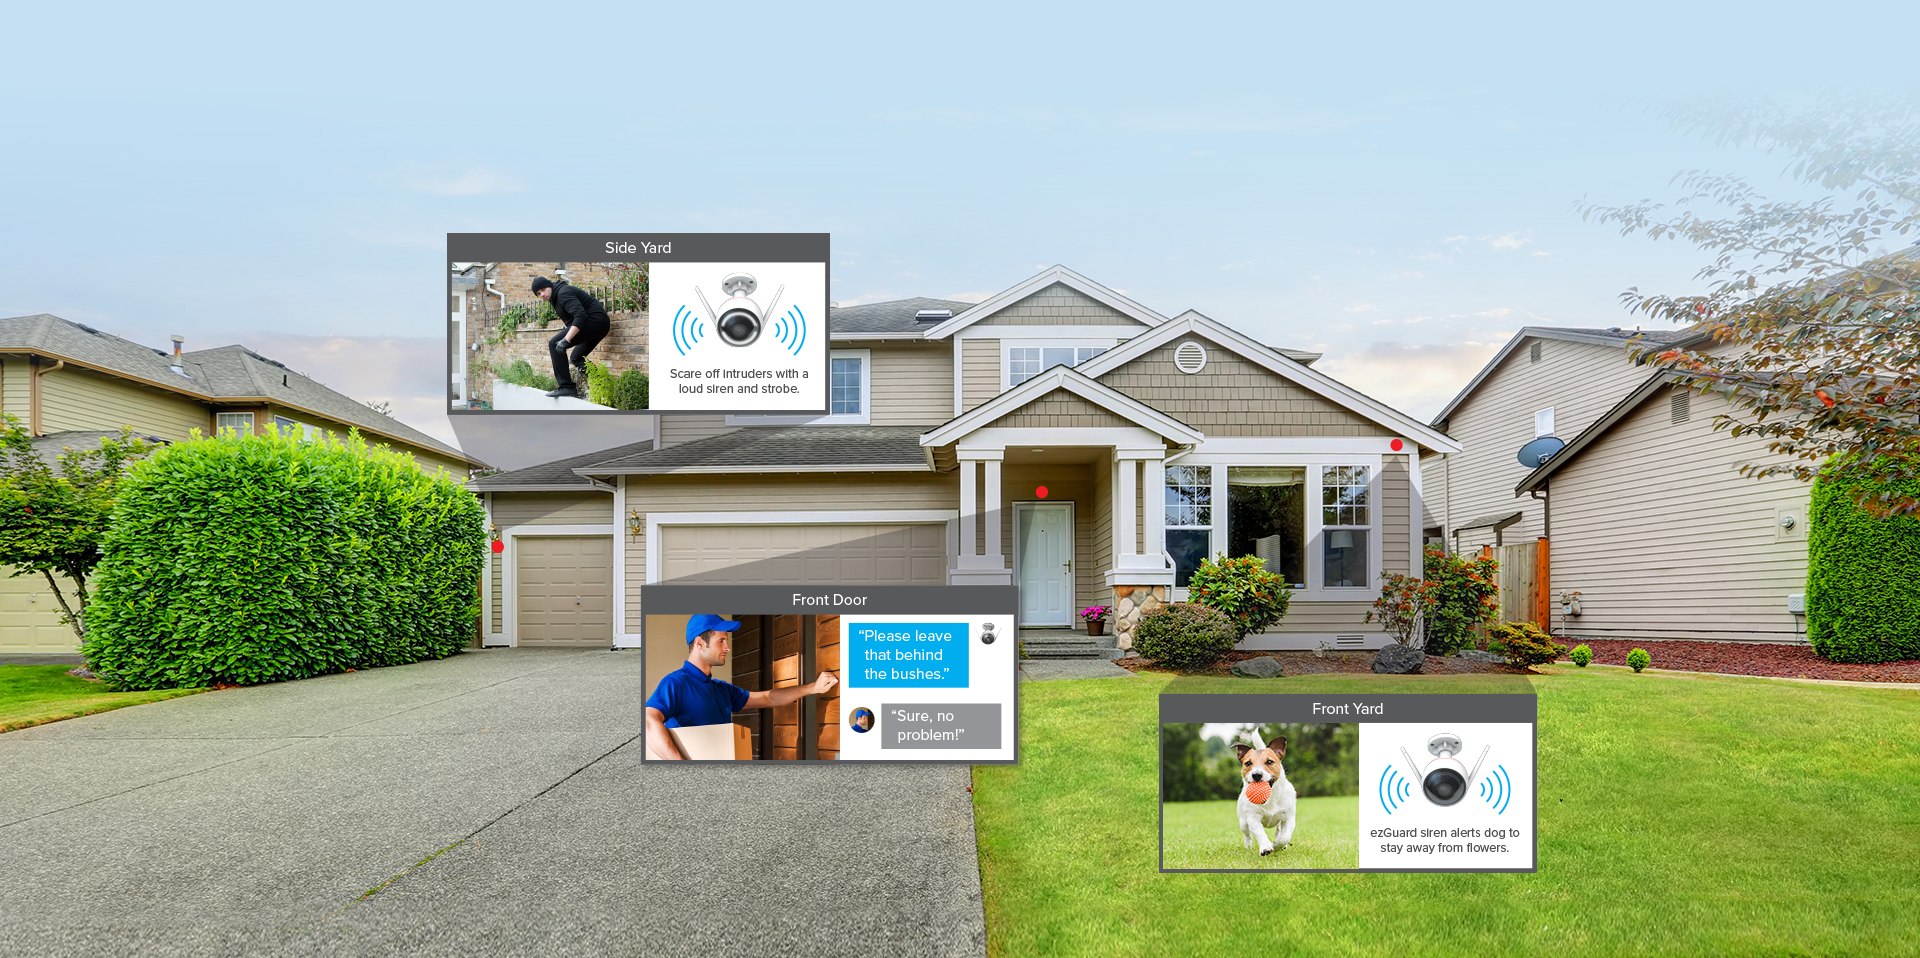 Side Yard
Scare off intruders with a
loud siren and strobe.
Front Door
“Please leave
that behind
the bushes.”
“Sure, no
problem!”
Front Yard
ezGuard siren alerts dog to
stay away from flowers.